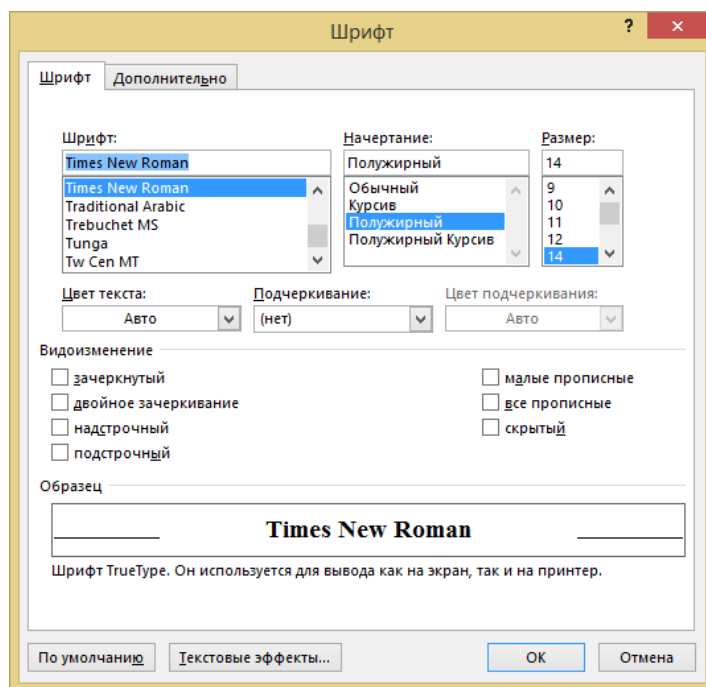 Шрифт ?
Шрифт Дополнительно
Шрифт: Начертание: Размер:
Times New Roman Полужирный 14
Times New Roman Обычный 9
Traditional Arabic Курсив 10
Trebuchet MS Полужирный 11
Tunga Полужирный Курсив 12
Tw Cen MT 14
Цвет текста: Подчеркивание: Цвет подчеркивания:
Авто (нет) Авто
Видоизменение
зачеркнутый малые прописные
двойное зачеркивание все прописные
надстрочный скрытый
подстрочный
Образец
Times New Roman
Шрифт TrueType. Он используется для вывода как на экран, так и на принтер.
По умолчанию Текстовые эффекты... ОК Отмена